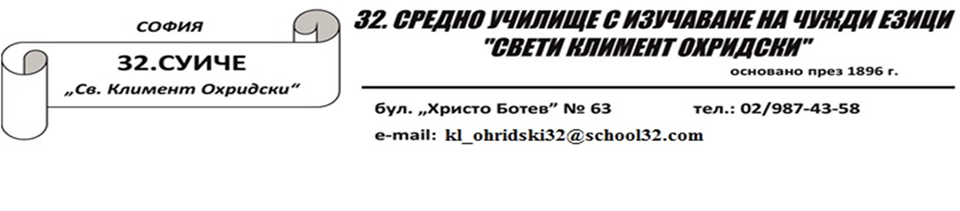 СОФИЯ
32.СУИЧЕ
„Св. Климент Охридски“
32. СРЕДНО УЧИЛИЩЕ С ИЗУЧАВАНЕ НА ЧУЖДИ ЕЗИЦИ
"СВЕТИ КЛИМЕНТ ОХРИДСКИ"
основано през 1896 г.
бул. „Христо Ботев” № 63 тел.: 02/987-43-58
e-mail: kl_ohridski32@school32.com